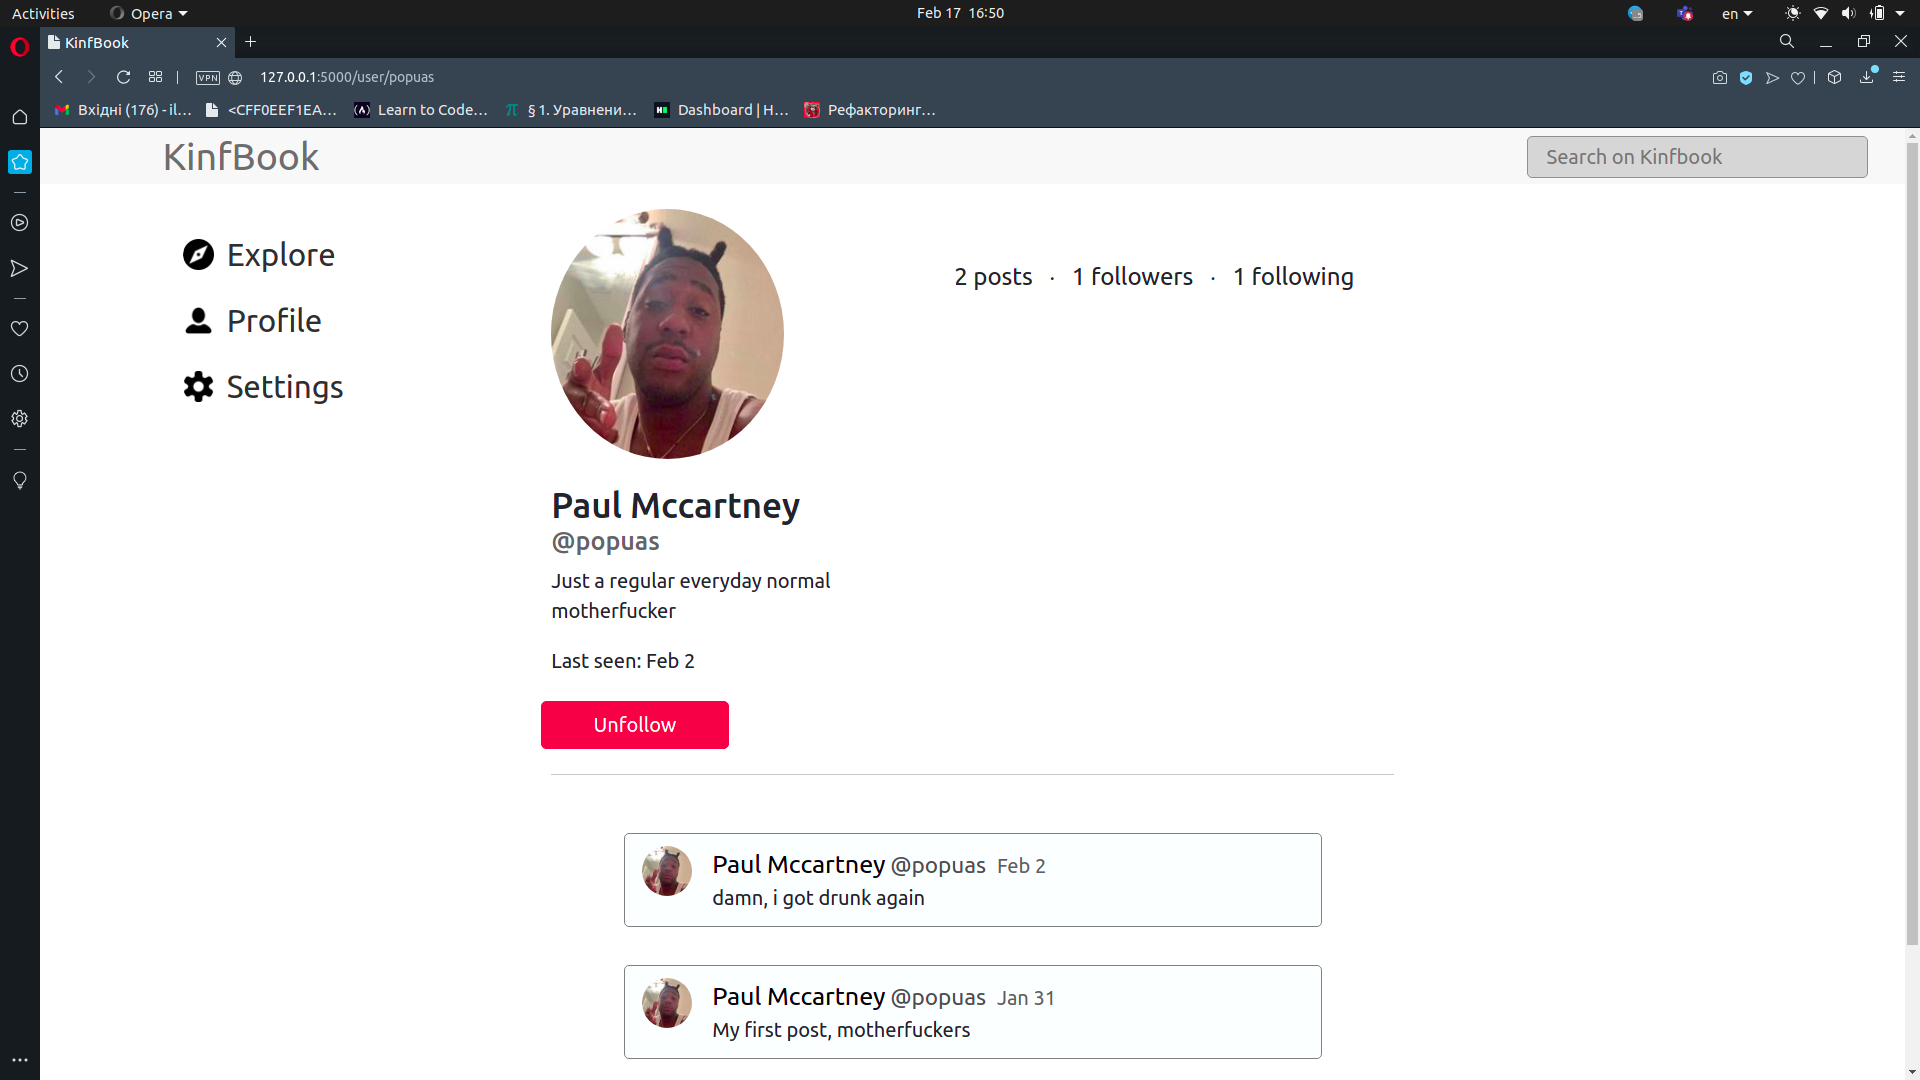 Activities
Opera
Feb 17 16:50
en
KinfBook
VPN
127.0.0.1:5000/user/popuas
Вхідні (176) - il...
<CFF0EEF1EA...
Learn to Code...
π § 1. Уравнени...
Dashboard | H...
Рефакторинг...
KinfBook
Search on Kinfbook
Explore
Profile
Settings
2 posts · 1 followers · 1 following
Paul Mccartney
@popuas
Just a regular everyday normal
motherfucker
Last seen: Feb 2
Unfollow
Paul Mccartney @popuas Feb 2
damn, i got drunk again
Paul Mccartney @popuas Jan 31
My first post, motherfuckers